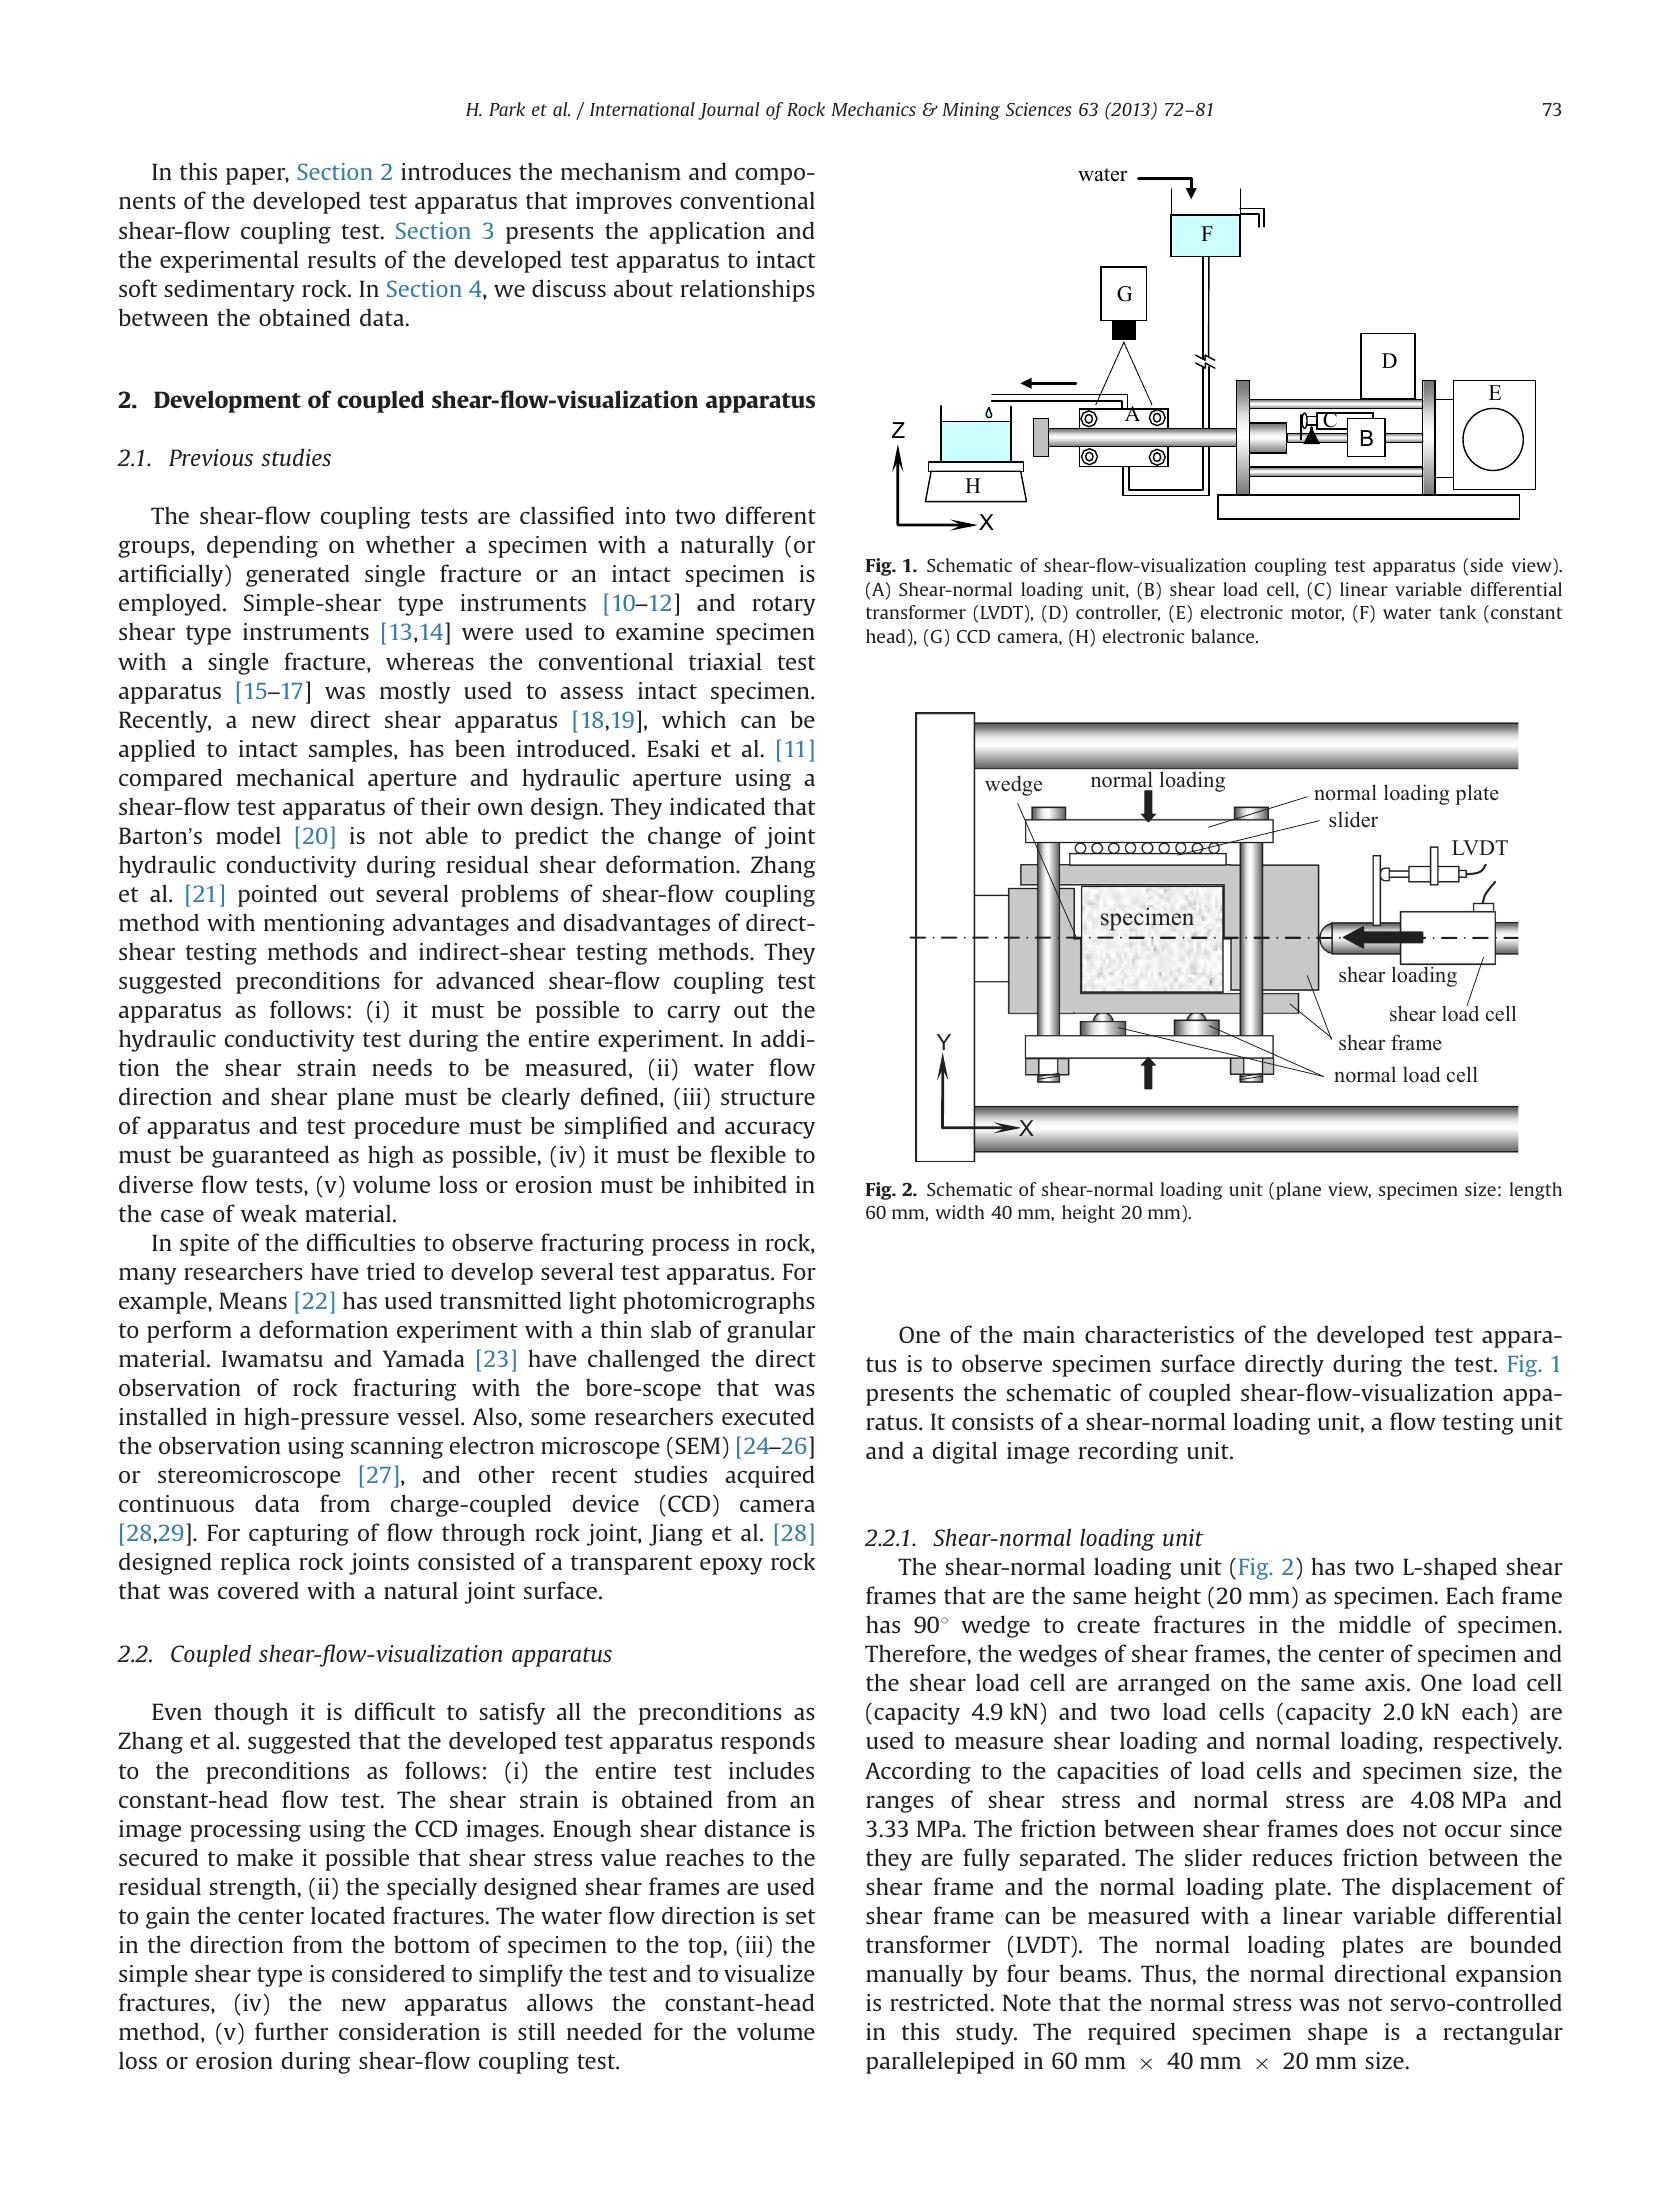 H. Park et al. / International Journal of Rock Mechanics & Mining Sciences 63 (2013) 72–81
73
In this paper, Section 2 introduces the mechanism and compo-
nents of the developed test apparatus that improves conventional
shear-flow coupling test. Section 3 presents the application and
the experimental results of the developed test apparatus to intact
soft sedimentary rock. In Section 4, we discuss about relationships
between the obtained data.
2. Development of coupled shear-flow-visualization apparatus
2.1. Previous studies
The shear-flow coupling tests are classified into two different
groups, depending on whether a specimen with a naturally (or
artificially) generated single fracture or an intact specimen is
employed. Simple-shear type instruments [10–12] and rotary
shear type instruments [13,14] were used to examine specimen
with a single fracture, whereas the conventional triaxial test
apparatus [15–17] was mostly used to assess intact specimen.
Recently, a new direct shear apparatus [18,19], which can be
applied to intact samples, has been introduced. Esaki et al. [11]
compared mechanical aperture and hydraulic aperture using a
shear-flow test apparatus of their own design. They indicated that
Barton's model [20] is not able to predict the change of joint
hydraulic conductivity during residual shear deformation. Zhang
et al. [21] pointed out several problems of shear-flow coupling
method with mentioning advantages and disadvantages of direct-
shear testing methods and indirect-shear testing methods. They
suggested preconditions for advanced shear-flow coupling test
apparatus as follows: (i) it must be possible to carry out the
hydraulic conductivity test during the entire experiment. In addi-
tion the shear strain needs to be measured, (ii) water flow
direction and shear plane must be clearly defined, (iii) structure
of apparatus and test procedure must be simplified and accuracy
must be guaranteed as high as possible, (iv) it must be flexible to
diverse flow tests, (v) volume loss or erosion must be inhibited in
the case of weak material.
In spite of the difficulties to observe fracturing process in rock,
many researchers have tried to develop several test apparatus. For
example, Means [22] has used transmitted light photomicrographs
to perform a deformation experiment with a thin slab of granular
material. Iwamatsu and Yamada [23] have challenged the direct
observation of rock fracturing with the bore-scope that was
installed in high-pressure vessel. Also, some researchers executed
the observation using scanning electron microscope (SEM) [24–26]
or stereomicroscope [27], and other recent studies acquired
continuous data from charge-coupled device (CCD) camera
[28,29]. For capturing of flow through rock joint, Jiang et al. [28]
designed replica rock joints consisted of a transparent epoxy rock
that was covered with a natural joint surface.
2.2. Coupled shear-flow-visualization apparatus
Even though it is difficult to satisfy all the preconditions as
Zhang et al. suggested that the developed test apparatus responds
to the preconditions as follows: (i) the entire test includes
constant-head flow test. The shear strain is obtained from an
image processing using the CCD images. Enough shear distance is
secured to make it possible that shear stress value reaches to the
residual strength, (ii) the specially designed shear frames are used
to gain the center located fractures. The water flow direction is set
in the direction from the bottom of specimen to the top, (iii) the
simple shear type is considered to simplify the test and to visualize
fractures, (iv) the new apparatus allows the constant-head
method, (v) further consideration is still needed for the volume
loss or erosion during shear-flow coupling test.
water
F
G
D
E
A
C
B
Z
H
X
Fig. 1. Schematic of shear-flow-visualization coupling test apparatus (side view).
(A) Shear-normal loading unit, (B) shear load cell, (C) linear variable differential
transformer (LVDT), (D) controller, (E) electronic motor, (F) water tank (constant
head), (G) CCD camera, (H) electronic balance.
wedge
normal loading
normal loading plate
slider
LVDT
specimen
shear loading
shear load cell
shear frame
normal load cell
Y
X
Fig. 2. Schematic of shear-normal loading unit (plane view, specimen size: length
60 mm, width 40 mm, height 20 mm).
One of the main characteristics of the developed test appara-
tus is to observe specimen surface directly during the test. Fig. 1
presents the schematic of coupled shear-flow-visualization appa-
ratus. It consists of a shear-normal loading unit, a flow testing unit
and a digital image recording unit.
2.2.1. Shear-normal loading unit
The shear-normal loading unit (Fig. 2) has two L-shaped shear
frames that are the same height (20 mm) as specimen. Each frame
has 90° wedge to create fractures in the middle of specimen.
Therefore, the wedges of shear frames, the center of specimen and
the shear load cell are arranged on the same axis. One load cell
(capacity 4.9 kN) and two load cells (capacity 2.0 kN each) are
used to measure shear loading and normal loading, respectively.
According to the capacities of load cells and specimen size, the
ranges of shear stress and normal stress are 4.08 MPa and
3.33 MPa. The friction between shear frames does not occur since
they are fully separated. The slider reduces friction between the
shear frame and the normal loading plate. The displacement of
shear frame can be measured with a linear variable differential
transformer (LVDT). The normal loading plates are bounded
manually by four beams. Thus, the normal directional expansion
is restricted. Note that the normal stress was not servo-controlled
in this study. The required specimen shape is a rectangular
parallelepiped in 60 mm × 40 mm × 20 mm size.